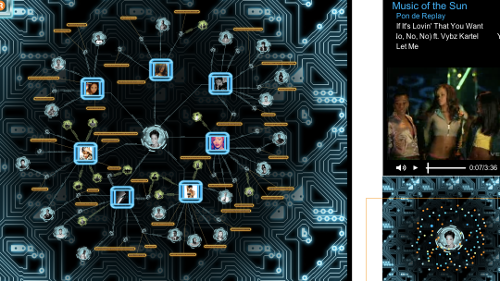 Music of the Sun
Pon de Replay
If It's Lovin' That You Want
(o, No, No) ft. Vybz Kartel
Let Me
0:07/3:36